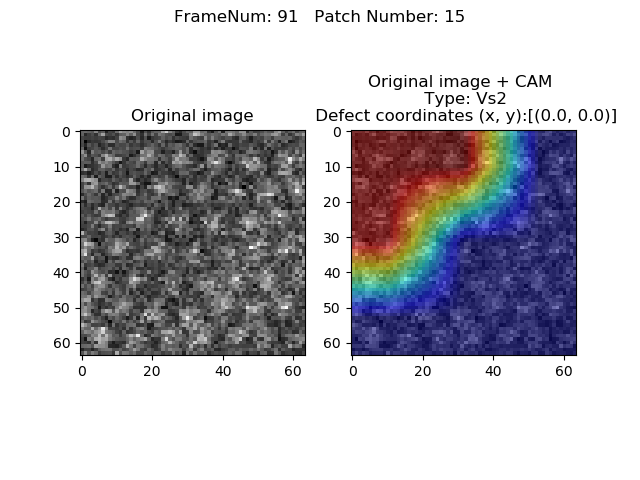 FrameNum: 91   Patch Number: 15
Original image
0
10
20
30
40
50
60
0 20 40 60
Original image + CAM
Type: Vs2
Defect coordinates (x, y):[(0.0, 0.0)]
0
10
20
30
40
50
60
0 20 40 60